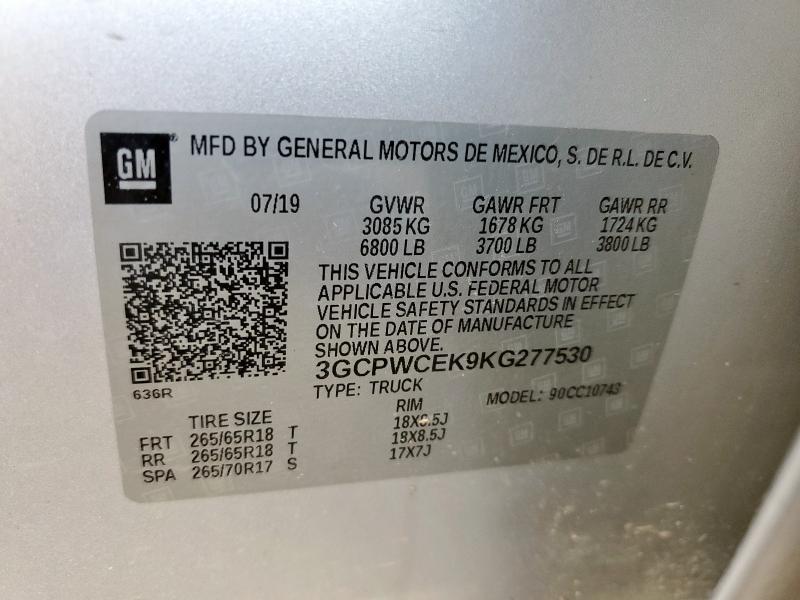 GM
MFD BY GENERAL MOTORS DE MEXICO, S. DE R.L. DE C.V.
07/19 GVWR GAWR FRT GAWR RR
3085 KG 1678 KG 1724 KG
6800 LB 3700 LB 3800 LB
THIS VEHICLE CONFORMS TO ALL
APPLICABLE U.S. FEDERAL MOTOR
VEHICLE SAFETY STANDARDS IN EFFECT
ON THE DATE OF MANUFACTURE
SHOWN ABOVE.
3GCPWCEK9KG277530
636R
TYPE: TRUCK MODEL: 90CC10743
TIRE SIZE RIM
FRT 265/65R18 T 18X8.5J
RR 265/65R18 T 18X8.5J
SPA 265/70R17 S 17X7J